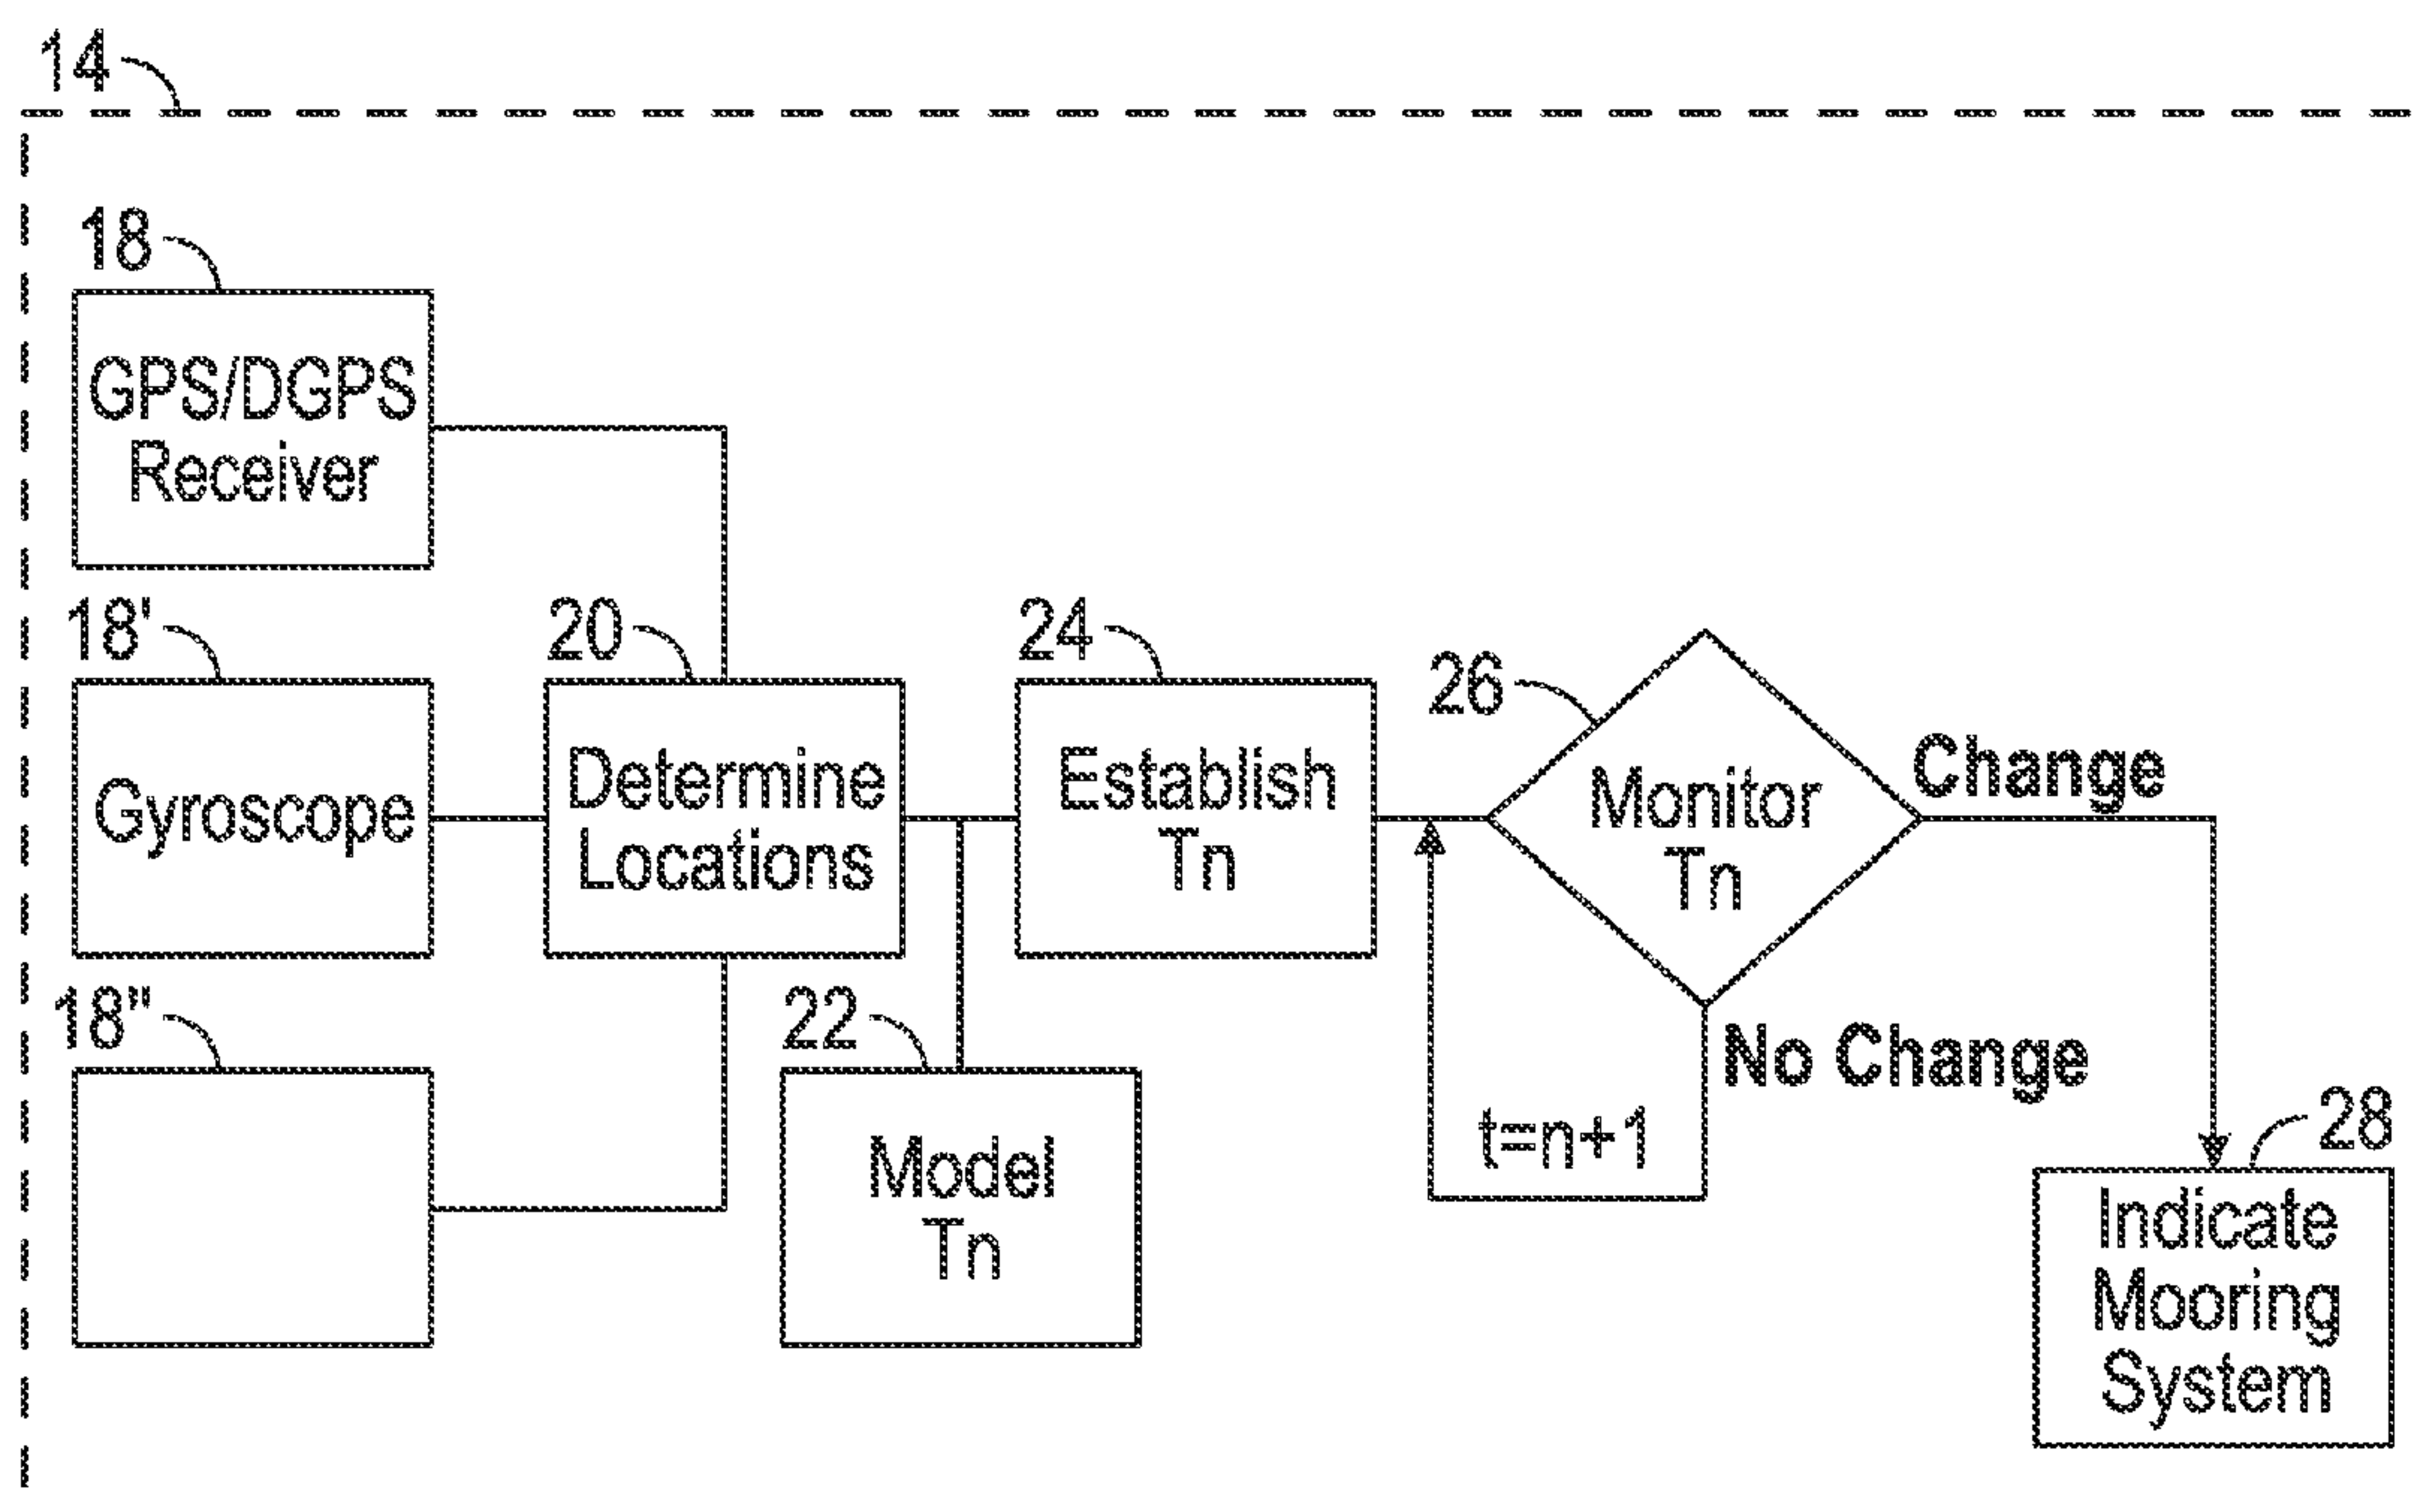 14
18
GPS/DGPS
Receiver
18'
Gyroscope
18"
20
Determine
Locations
22
Model
Tn
24
Establish
Tn
26
Monitor
Tn
Change
No Change
t=n+1
28
Indicate
Mooring
System